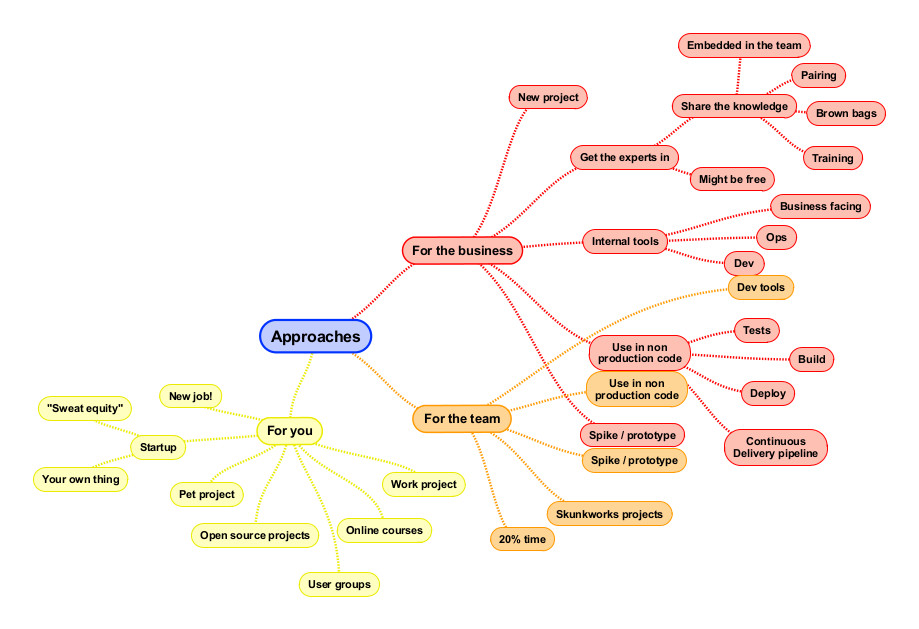 Embedded in the team
Pairing
New project
Share the knowledge
Brown bags
Get the experts in
Training
Might be free
Business facing
For the business
Internal tools
Ops
Dev
Dev tools
Approaches
Tests
Use in non
production code
Build
Use in non
production code
Deploy
New job!
"Sweat equity"
For the team
For you
Spike / prototype
Startup
Continuous
Delivery pipeline
Spike / prototype
Your own thing
Work project
Pet project
Skunkworks projects
Online courses
Open source projects
20% time
User groups